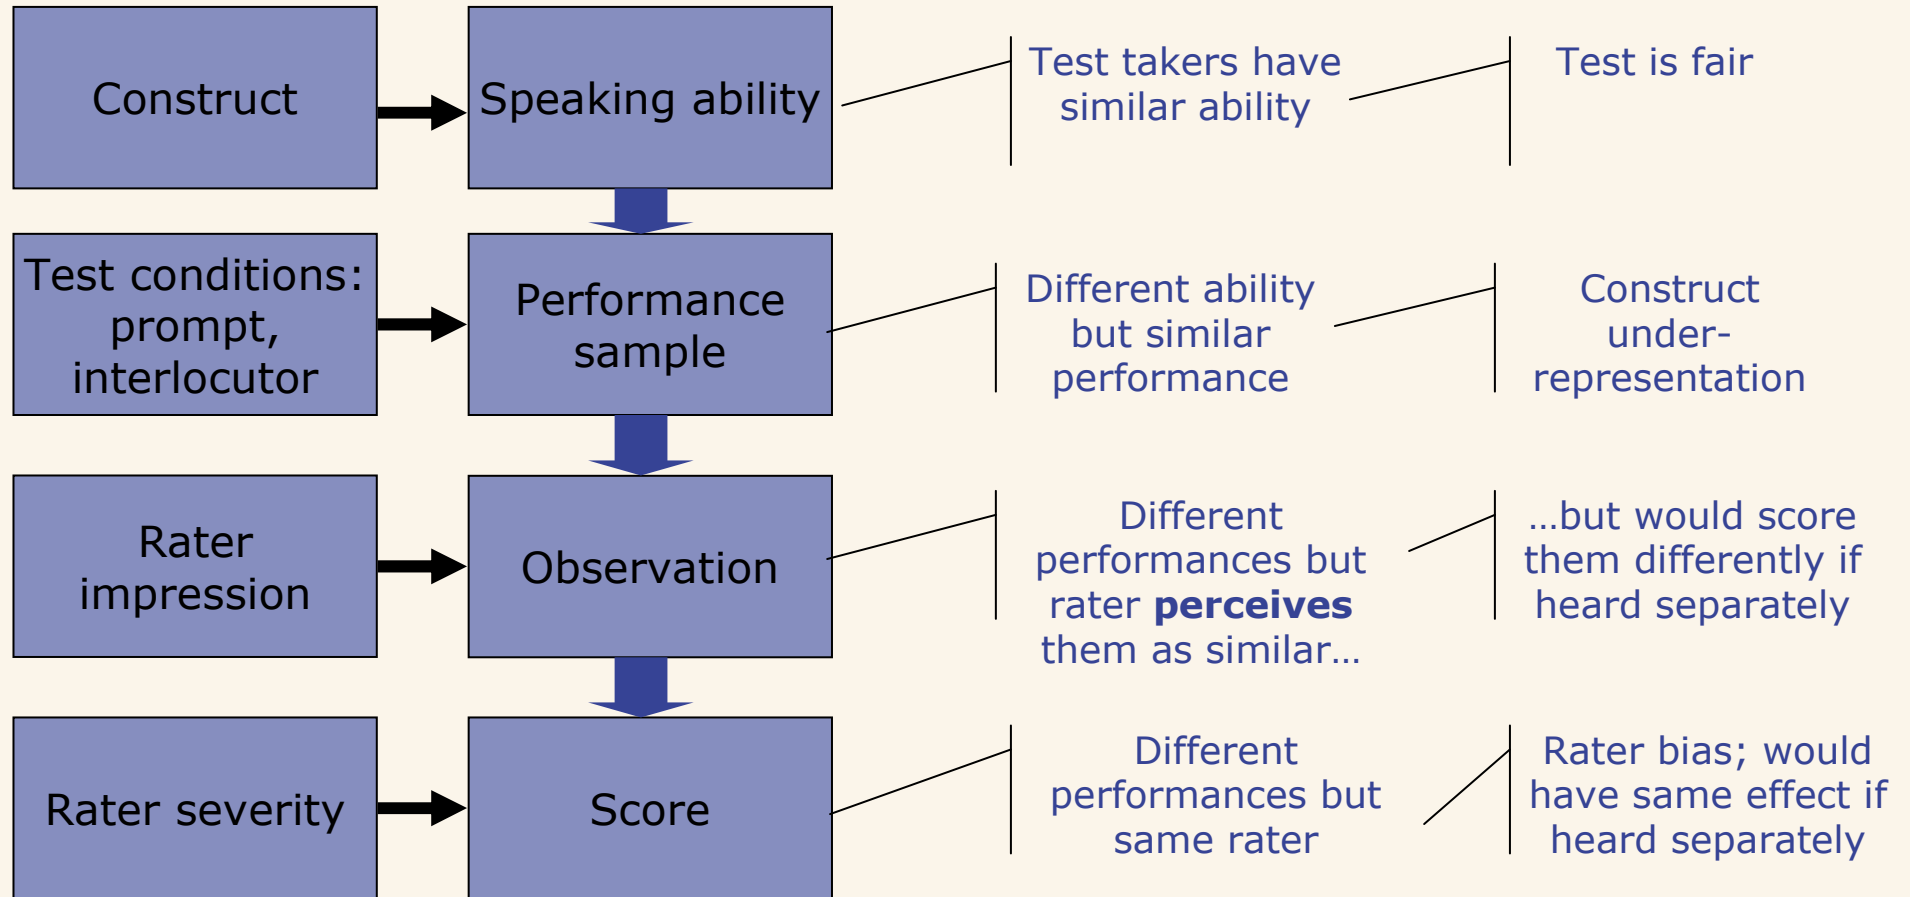 Construct
Speaking ability
Test takers have
similar ability
Test is fair
Test conditions:
prompt,
interlocutor
Performance
sample
Different ability
but similar
performance
Construct
under-
representation
Rater
impression
Observation
Different
performances but
rater perceives
them as similar…
…but would score
them differently if
heard separately
Rater severity
Score
Different
performances but
same rater
Rater bias; would
have same effect if
heard separately